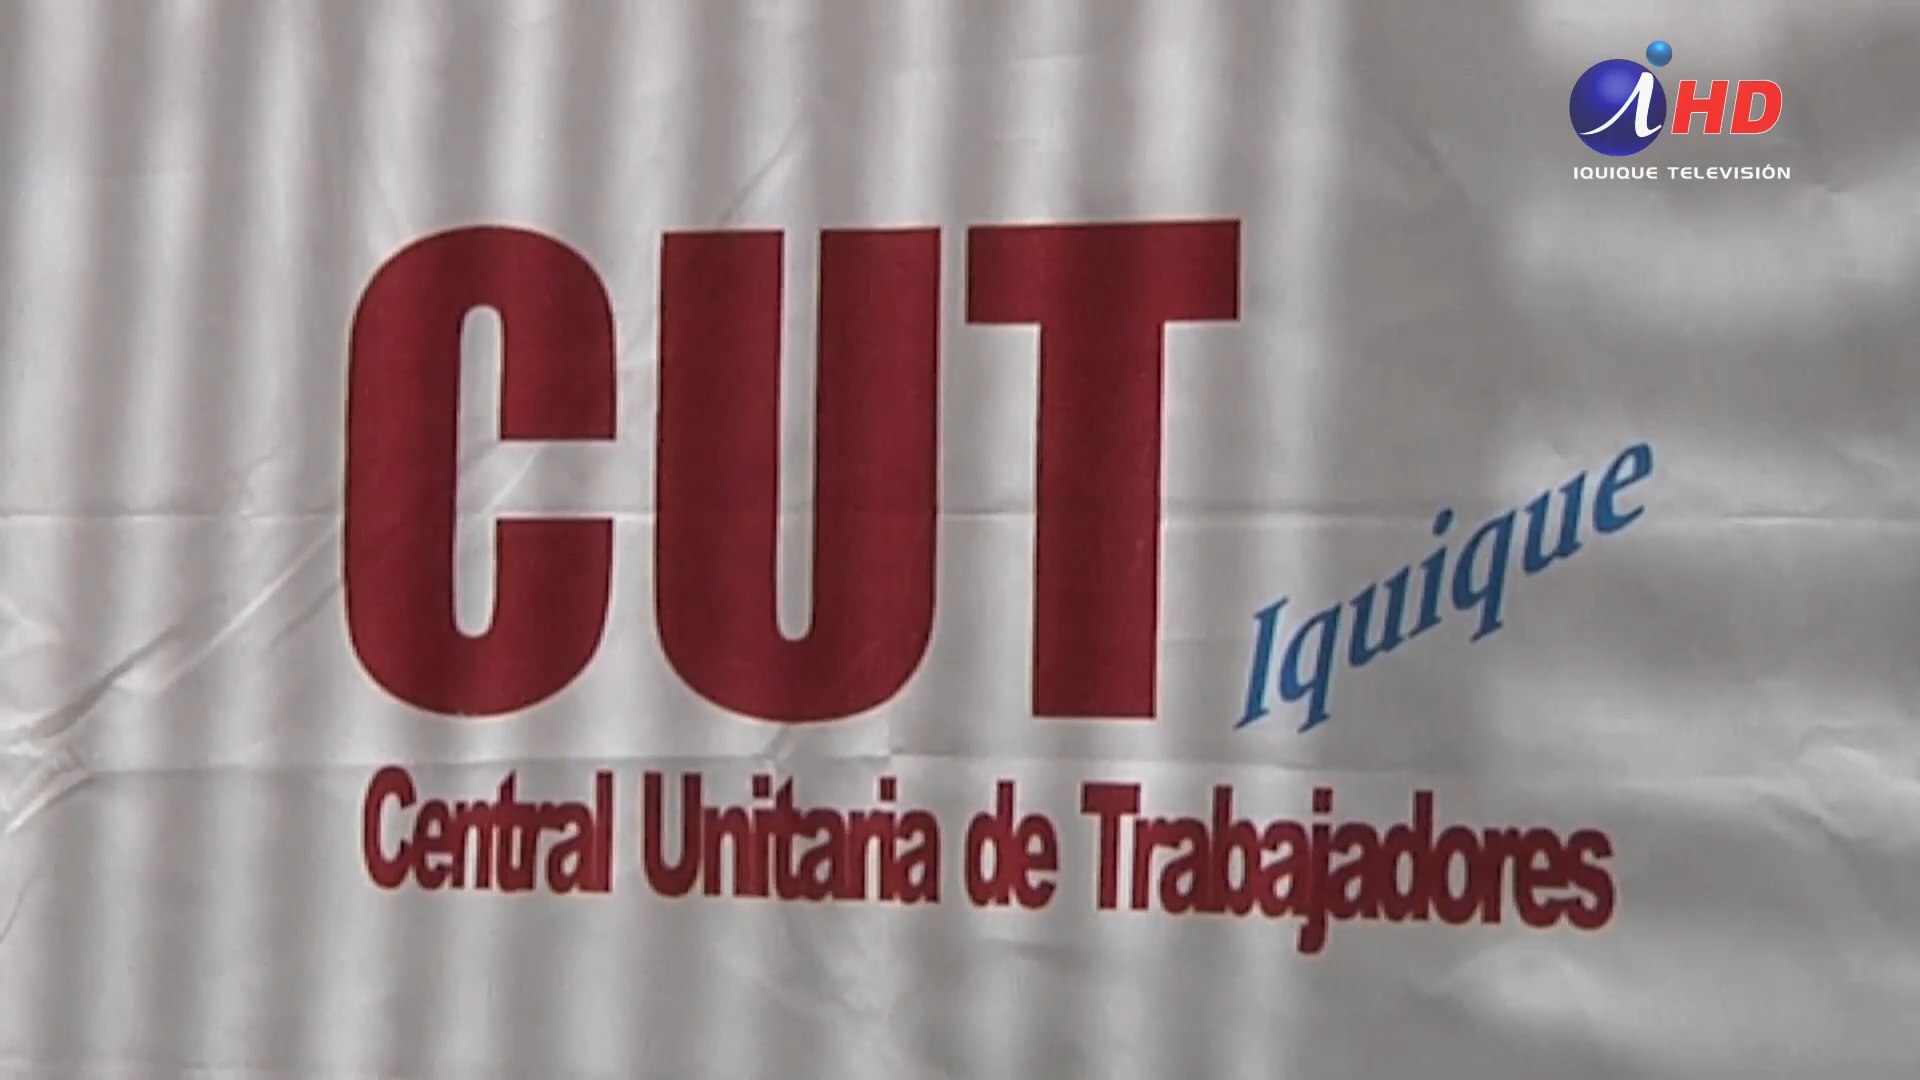 HD
IQUIQUE TELEVISIÓN
CUT
Iquique
Central Unitaria de Trabajadores